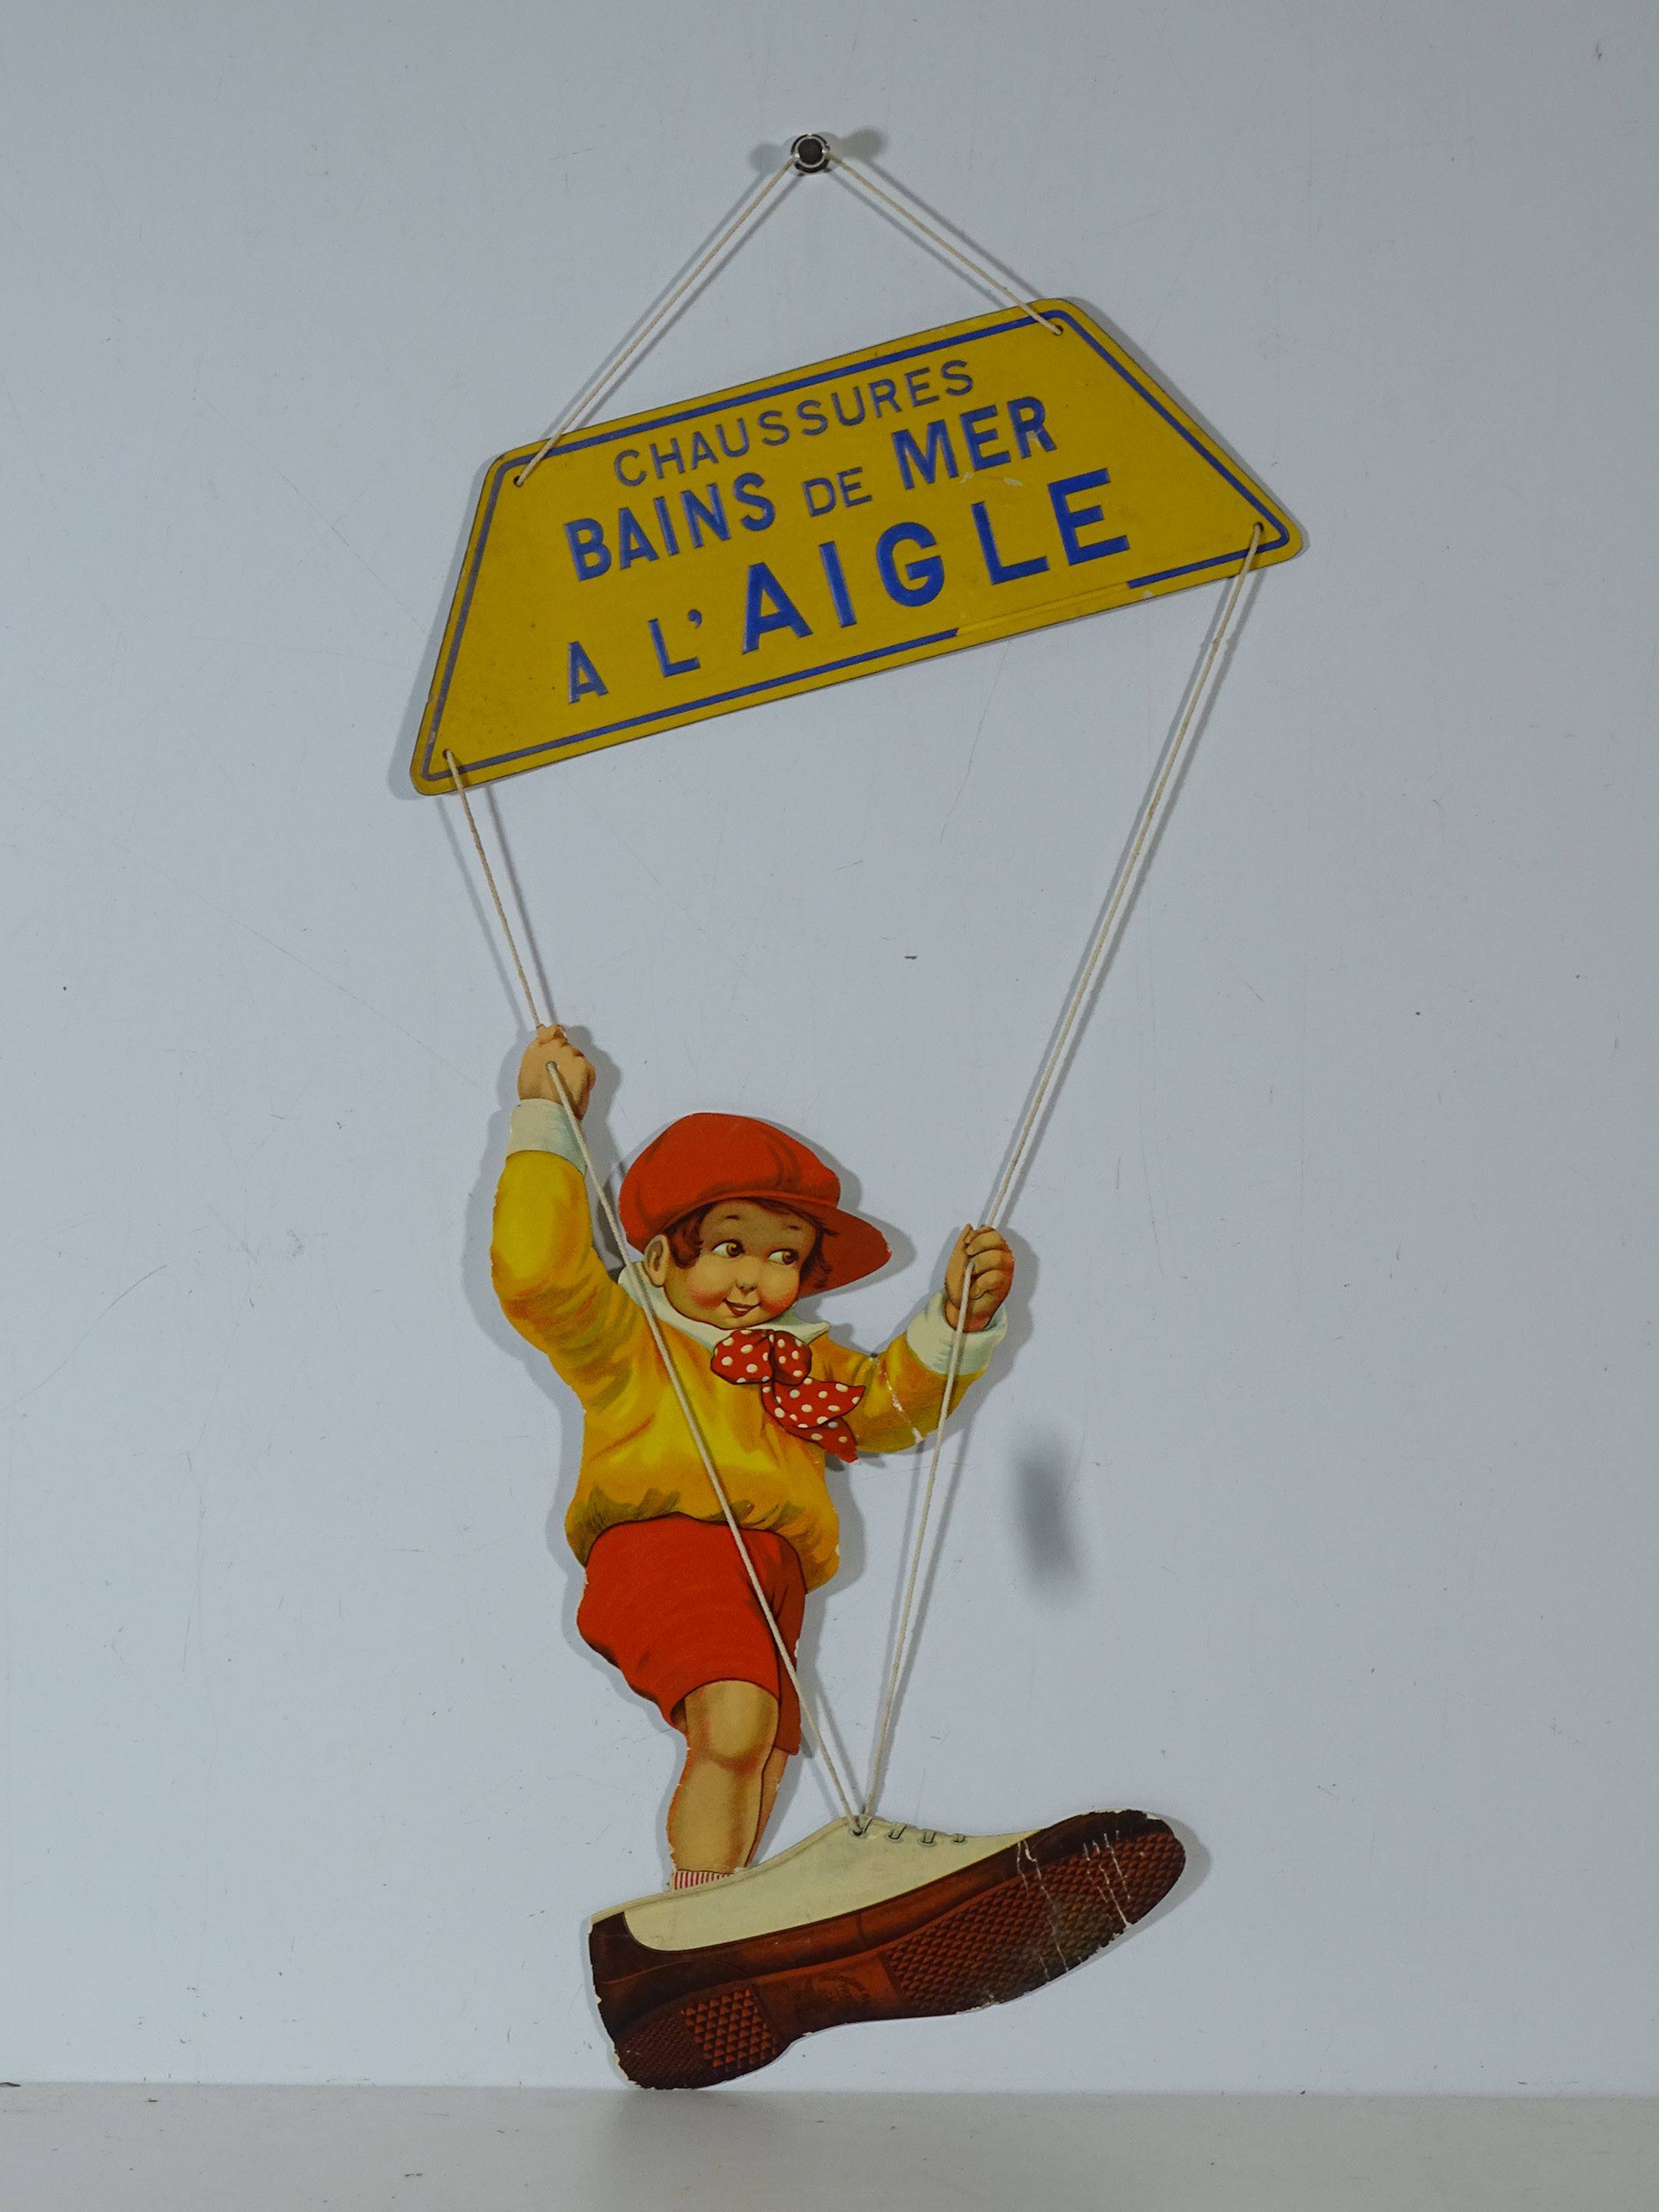 CHAUSSURES
BAINS DE MER
A L'AIGLE